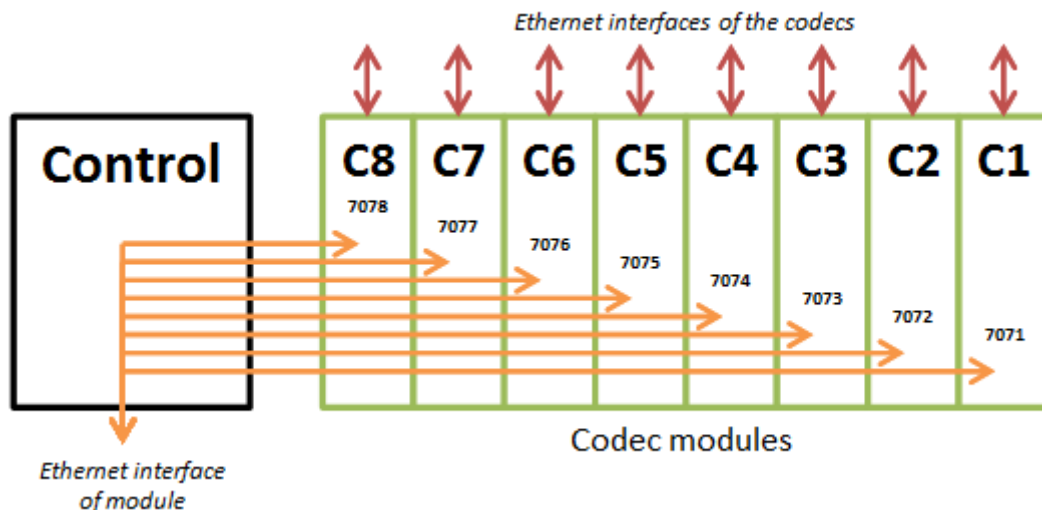 Ethernet interfaces of the codecs
Control
C8
C7
C6
C5
C4
C3
C2
C1
7078
7077
7076
7075
7074
7073
7072
7071
Codec modules
Ethernet interface
of module